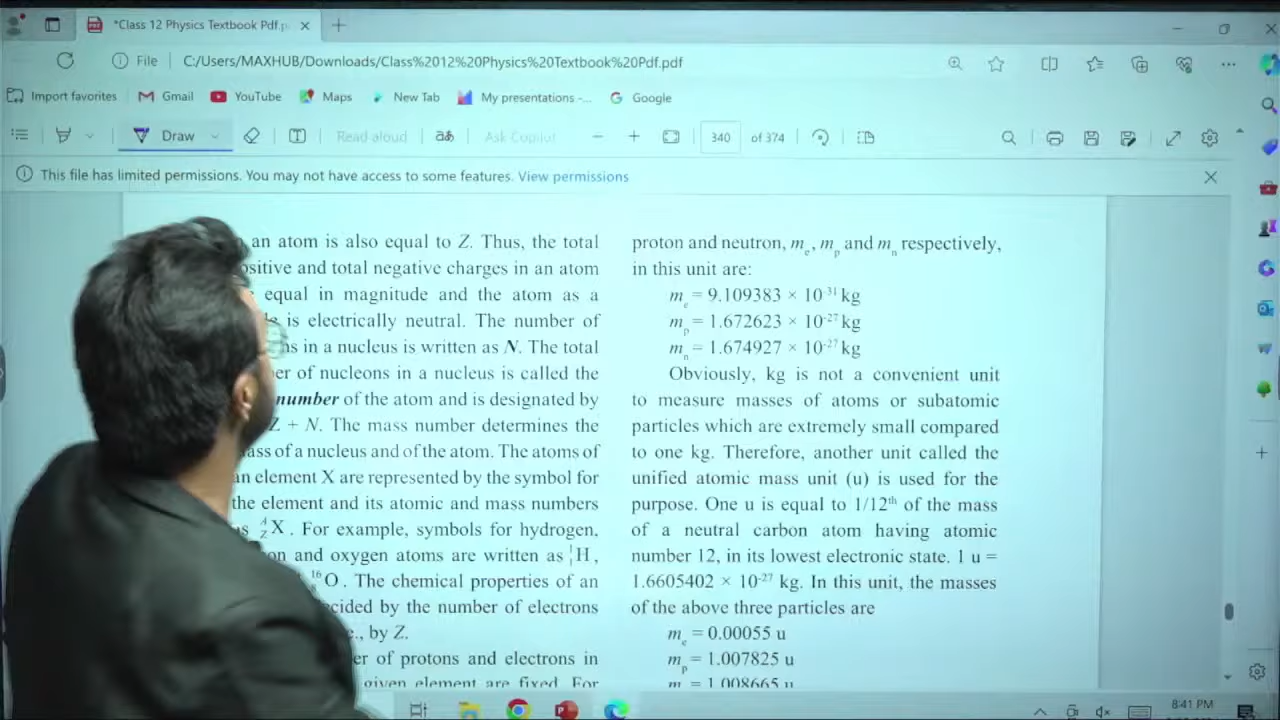 *Class 12 Physics Textbook Pdf.p
File
C:/Users/MAXHUB/Downloads/Class%2012%20Physics%20Textbook%20Pdf.pdf
Import favorites
Gmail
YouTube
Maps
New Tab
My presentations -...
Google
Draw
Read aloud
Ask Copilot
340
of 374
This file has limited permissions. You may not have access to some features. View permissions
an atom is also equal to Z. Thus, the total
and total negative charges in an atom
equal in magnitude and the atom as a
is electrically neutral. The number of
in a nucleus is written as N. The total
of nucleons in a nucleus is called the
number of the atom and is designated by
Z + N. The mass number determines the
of a nucleus and of the atom. The atoms of
an element X are represented by the symbol for
the element and its atomic and mass numbers
as ᴬ_Z X. For example, symbols for hydrogen,
and oxygen atoms are written as ¹₁H,
¹⁶O. The chemical properties of an
by the number of electrons
by Z.
of protons and electrons in
given element are fixed. For
proton and neutron, mₑ, mₚ and mₙ respectively,
in this unit are:
mₑ = 9.109383 × 10⁻³¹ kg
mₚ = 1.672623 × 10⁻²⁷ kg
mₙ = 1.674927 × 10⁻²⁷ kg
Obviously, kg is not a convenient unit
to measure masses of atoms or subatomic
particles which are extremely small compared
to one kg. Therefore, another unit called the
unified atomic mass unit (u) is used for the
purpose. One u is equal to 1/12ᵗʰ of the mass
of a neutral carbon atom having atomic
number 12, in its lowest electronic state. 1 u =
1.6605402 × 10⁻²⁷ kg. In this unit, the masses
of the above three particles are
mₑ = 0.00055 u
mₚ = 1.007825 u
= 1.008665 u
8:41 PM